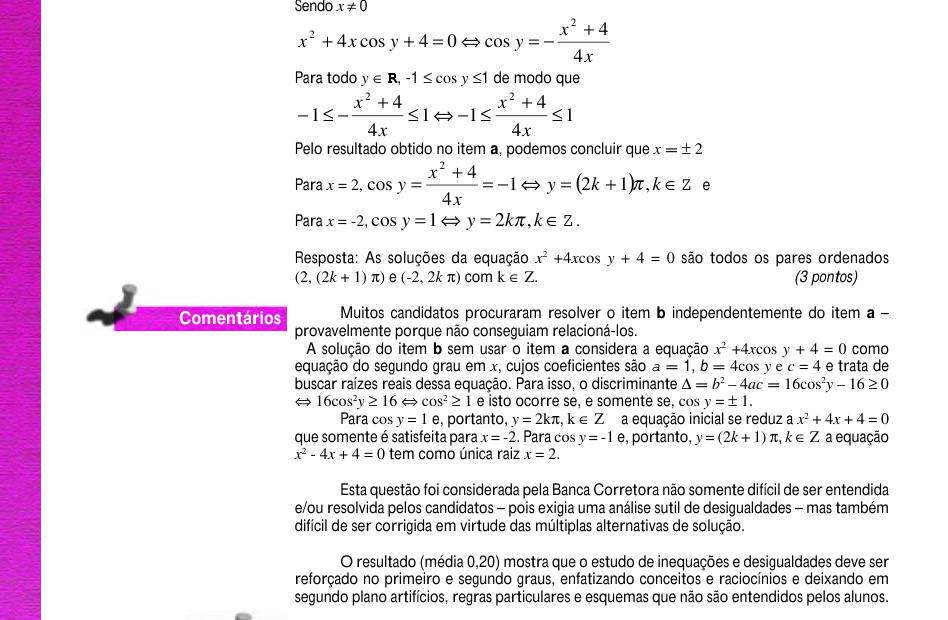 Sendo x ≠ 0
x² + 4x cos y + 4 = 0 ⇔ cos y = − (x² + 4)/(4x)
Para todo y ∈ R, -1 ≤ cos y ≤1 de modo que
−1 ≤ − (x² + 4)/(4x) ≤ 1 ⇔ −1 ≤ (x² + 4)/(4x) ≤ 1
Pelo resultado obtido no item a, podemos concluir que x = ± 2
Para x = 2, cos y = (x² + 4)/(4x) = −1 ⇔ y = (2k + 1)π, k ∈ Z e
Para x = -2, cos y = 1 ⇔ y = 2kπ, k ∈ Z .
Resposta: As soluções da equação x² +4xcos y + 4 = 0 são todos os pares ordenados
(2, (2k + 1) π) e (-2, 2k π) com k ∈ Z. (3 pontos)
Comentários
Muitos candidatos procuraram resolver o item b independentemente do item a –
provavelmente porque não conseguiam relacioná-los.
A solução do item b sem usar o item a considera a equação x² +4xcos y + 4 = 0 como
equação do segundo grau em x, cujos coeficientes são a = 1, b = 4cos y e c = 4 e trata de
buscar raízes reais dessa equação. Para isso, o discriminante Δ = b² – 4ac = 16cos²y – 16 ≥ 0
⇔ 16cos²y ≥ 16 ⇔ cos² ≥ 1 e isto ocorre se, e somente se, cos y = ± 1.
Para cos y = 1 e, portanto, y = 2kπ, k ∈ Z a equação inicial se reduz a x² + 4x + 4 = 0
que somente é satisfeita para x = -2. Para cos y = -1 e, portanto, y = (2k + 1) π, k ∈ Z a equação
x² - 4x + 4 = 0 tem como única raiz x = 2.
Esta questão foi considerada pela Banca Corretora não somente difícil de ser entendida
e/ou resolvida pelos candidatos – pois exigia uma análise sutil de desigualdades – mas também
difícil de ser corrigida em virtude das múltiplas alternativas de solução.
O resultado (média 0,20) mostra que o estudo de inequações e desigualdades deve ser
reforçado no primeiro e segundo graus, enfatizando conceitos e raciocínios e deixando em
segundo plano artifícios, regras particulares e esquemas que não são entendidos pelos alunos.